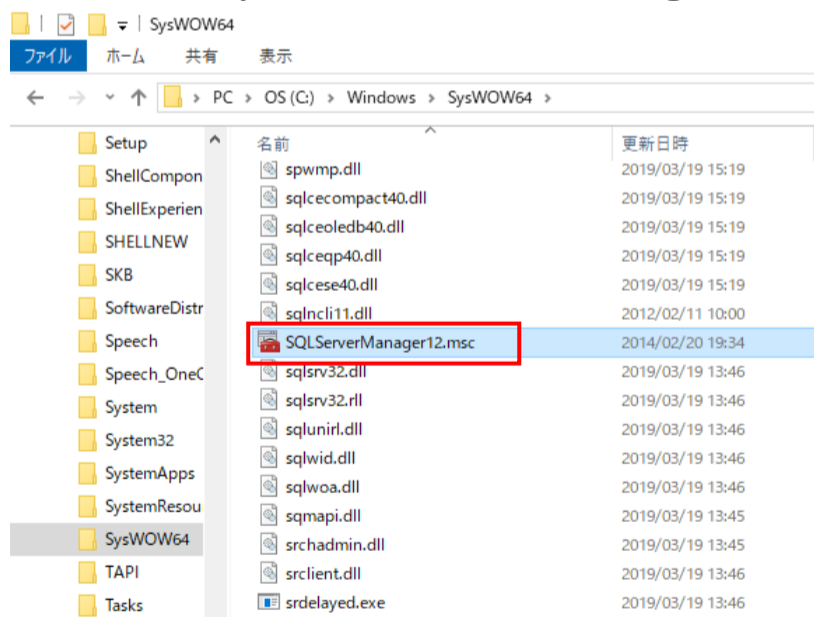 SysWOW64
ファイル ホーム 共有 表示
PC > OS (C:) > Windows > SysWOW64 >
Setup
ShellCompon
ShellExperien
SHELLNEW
SKB
SoftwareDistr
Speech
Speech_OneC
System
System32
SystemApps
SystemResou
SysWOW64
TAPI
Tasks
名前 更新日時
spwmp.dll 2019/03/19 15:19
sqlcecompact40.dll 2019/03/19 15:19
sqlceoledb40.dll 2019/03/19 15:19
sqlceqp40.dll 2019/03/19 15:19
sqlcese40.dll 2019/03/19 15:19
sqlncli11.dll 2012/02/11 10:00
SQLServerManager12.msc 2014/02/20 19:34
sqlsrv32.dll 2019/03/19 13:46
sqlsrv32.rll 2019/03/19 13:46
sqlunirl.dll 2019/03/19 13:46
sqlwid.dll 2019/03/19 13:46
sqlwoa.dll 2019/03/19 13:46
sqmapi.dll 2019/03/19 13:45
srchadmin.dll 2019/03/19 13:45
srclient.dll 2019/03/19 13:46
srdelayed.exe 2019/03/19 13:46